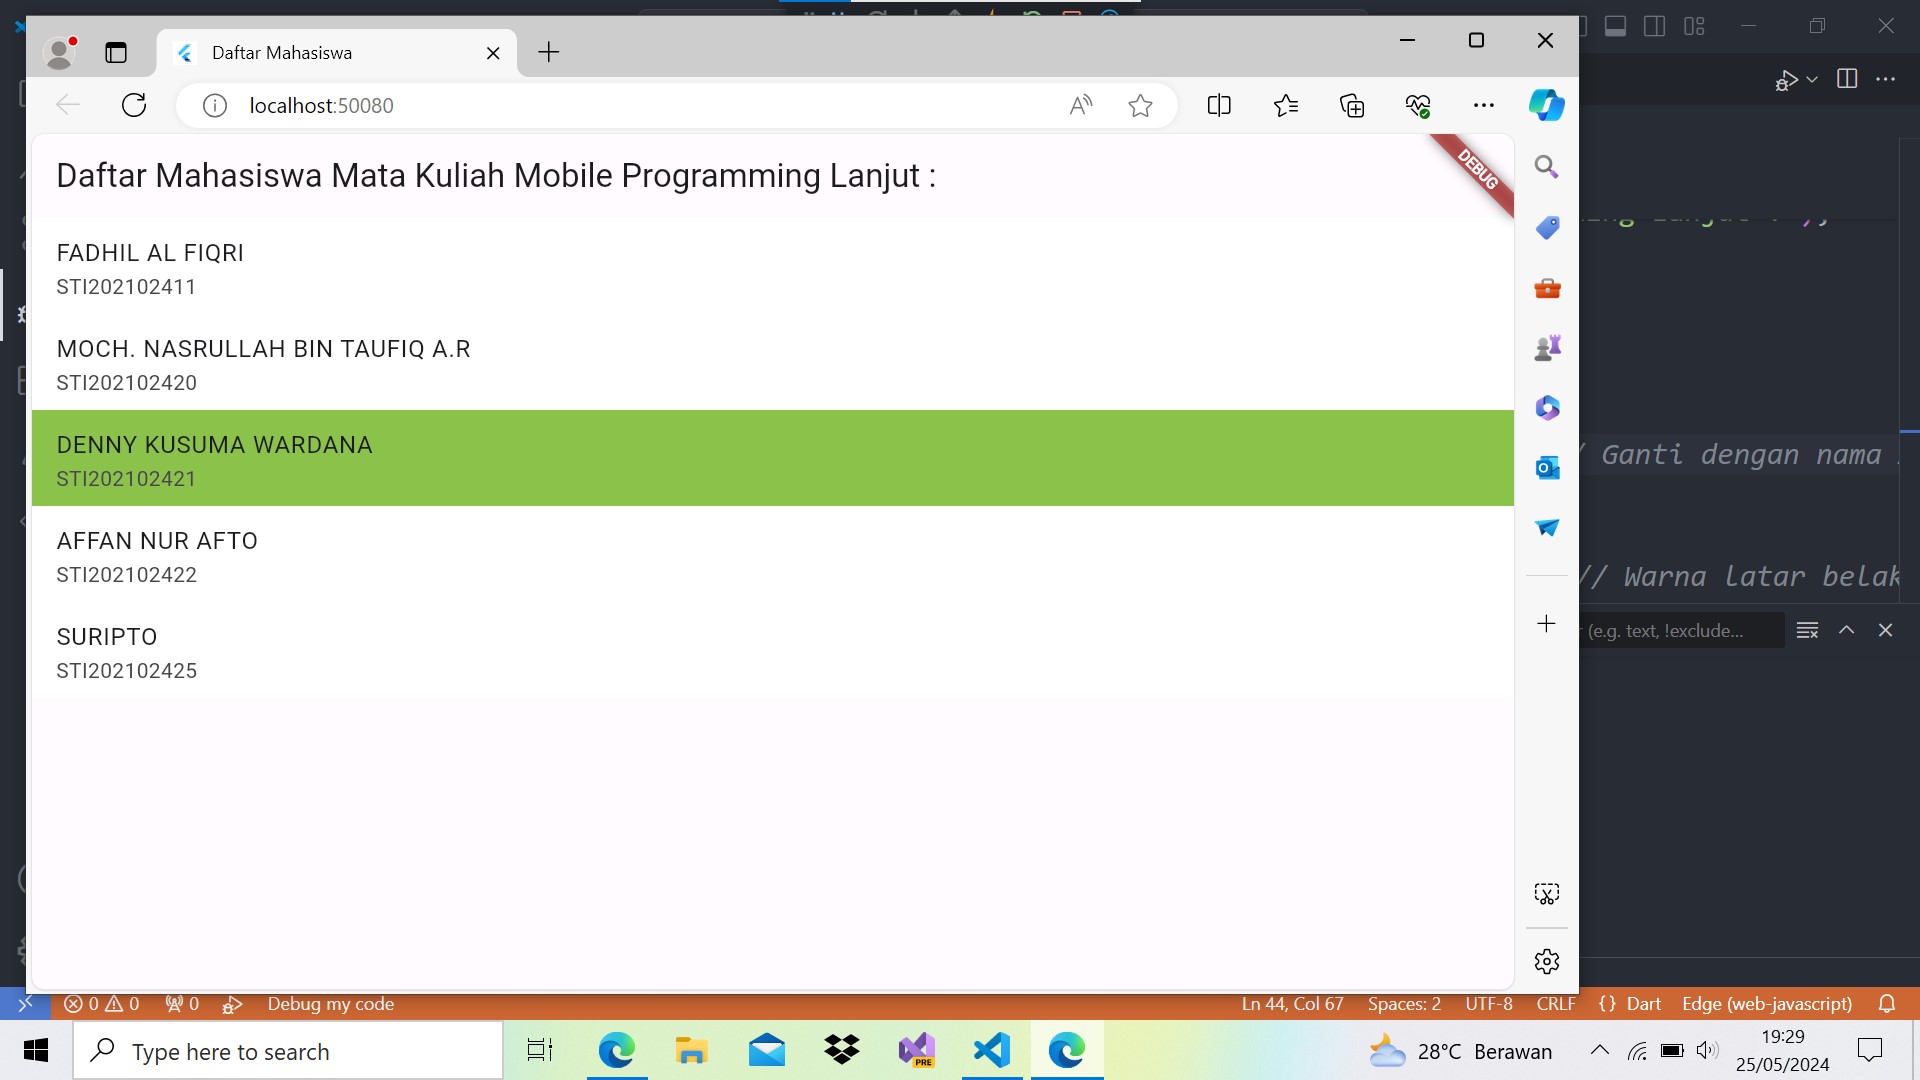 Daftar Mahasiswa
localhost:50080
Daftar Mahasiswa Mata Kuliah Mobile Programming Lanjut :
DEBUG
FADHIL AL FIQRI
STI202102411
MOCH. NASRULLAH BIN TAUFIQ A.R
STI202102420
DENNY KUSUMA WARDANA
STI202102421
AFFAN NUR AFTO
STI202102422
SURIPTO
STI202102425
// Ganti dengan nama
// Warna latar belak
(e.g. text, !exclude...
0 0 0 Debug my code Ln 44, Col 67 Spaces: 2 UTF-8 CRLF {} Dart Edge (web-javascript)
Type here to search
PRE
28°C Berawan
19:29
25/05/2024